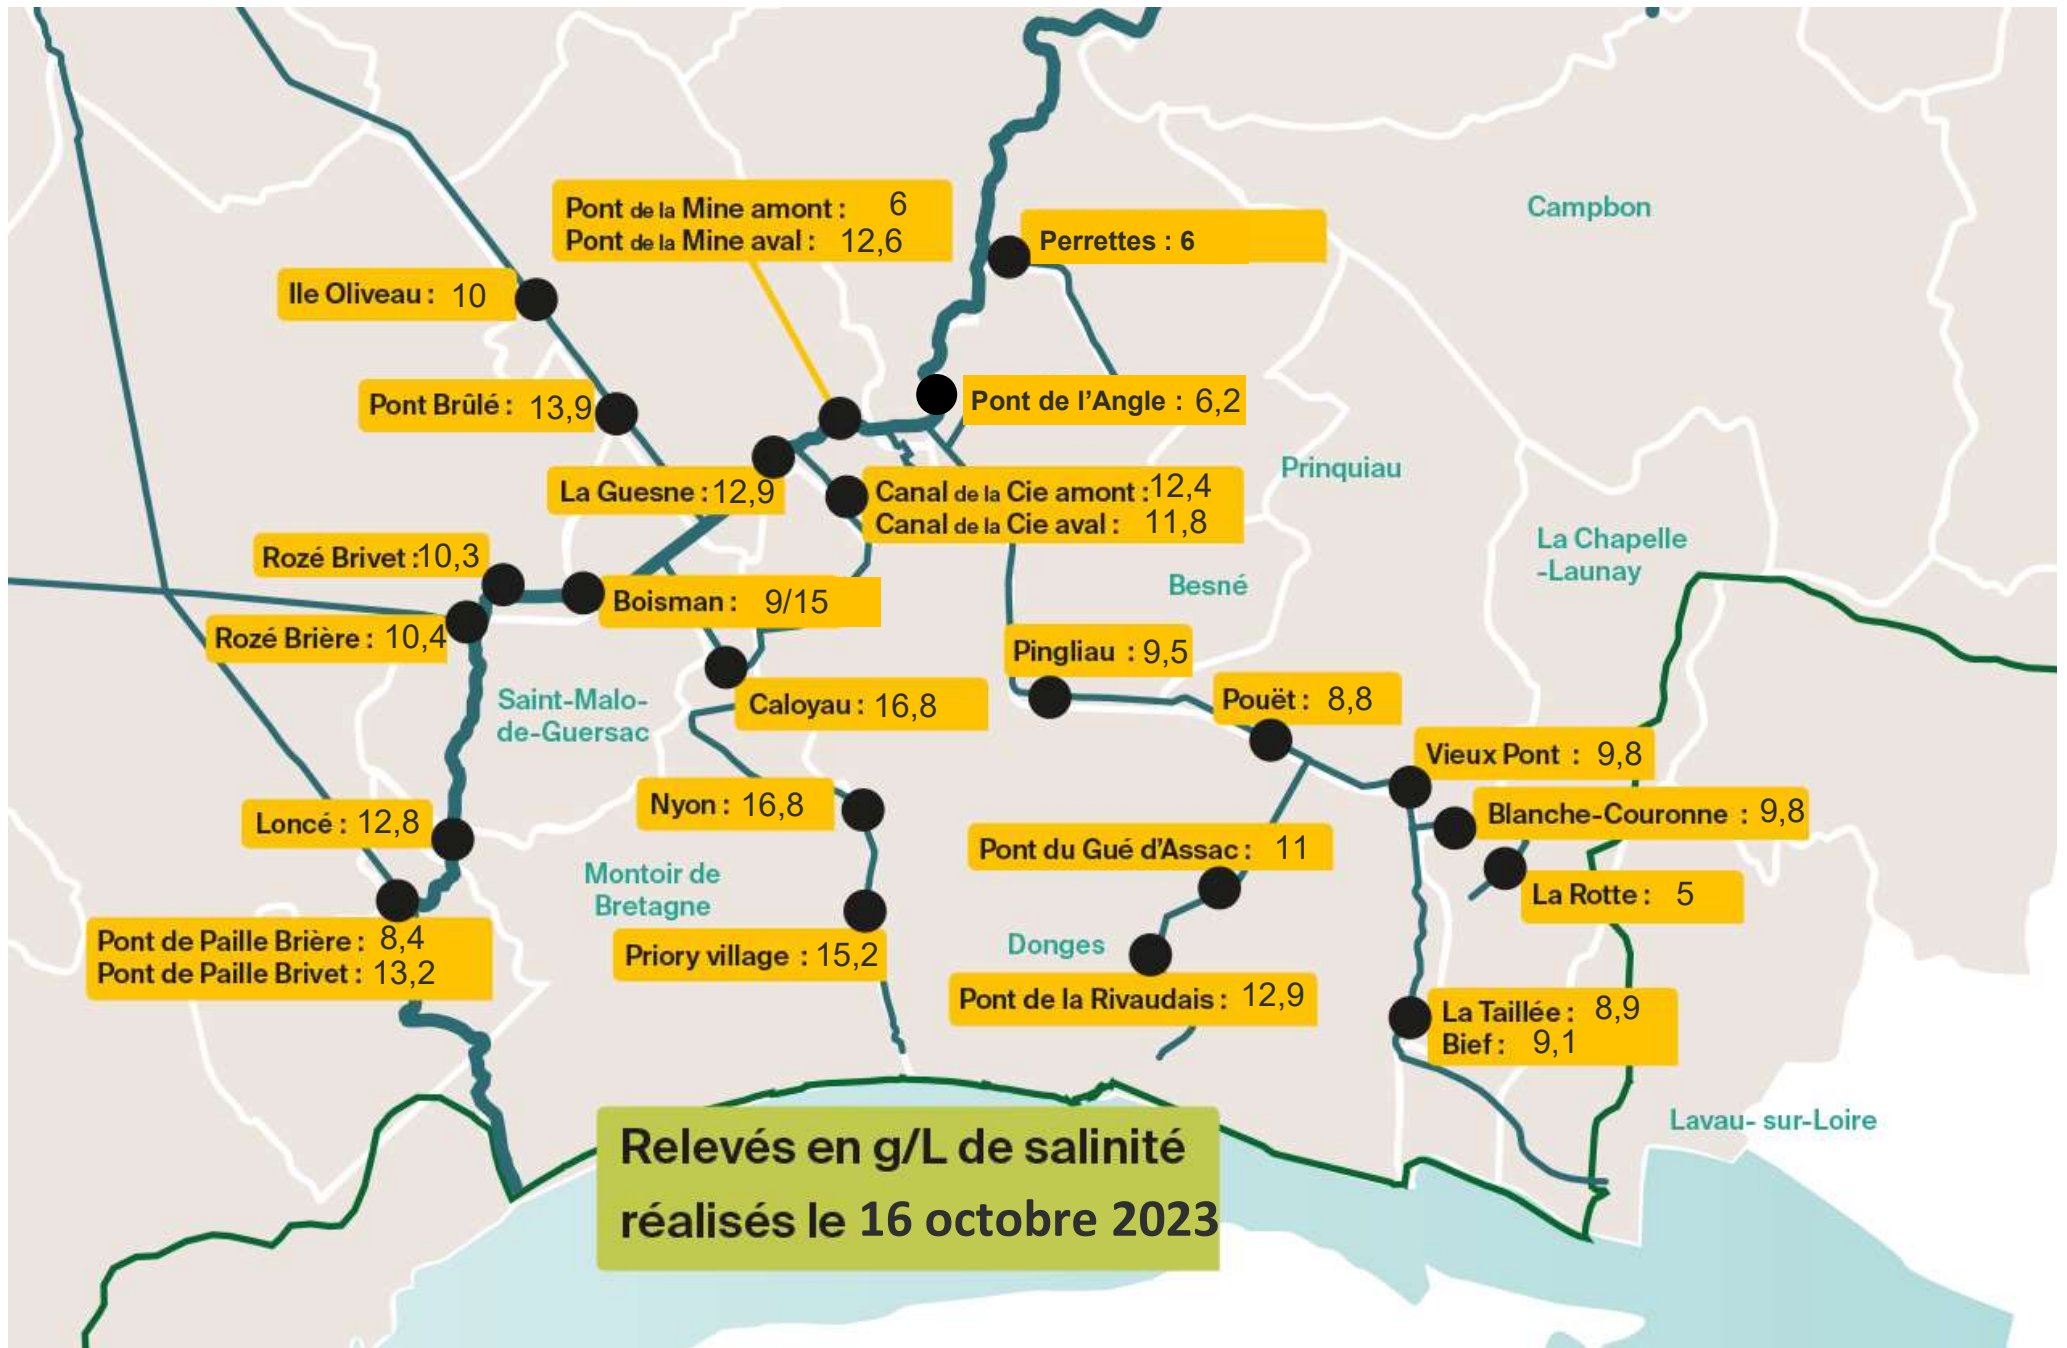 Pont de la Mine amont : 6
Pont de la Mine aval : 12,6
Campbon
Perrettes : 6
Ile Oliveau : 10
Pont Brûlé : 13,9
Pont de l'Angle : 6,2
Prinquiau
La Guesne : 12,9
Canal de la Cie amont : 12,4
Canal de la Cie aval : 11,8
La Chapelle
-Launay
Rozé Brivet : 10,3
Besné
Boisman : 9/15
Rozé Brière : 10,4
Pingliau : 9,5
Saint-Malo-
de-Guersac
Caloyau : 16,8
Pouët : 8,8
Vieux Pont : 9,8
Nyon : 16,8
Loncé : 12,8
Blanche-Couronne : 9,8
Pont du Gué d'Assac : 11
Montoir de
Bretagne
La Rotte : 5
Pont de Paille Brière : 8,4
Pont de Paille Brivet : 13,2
Donges
Priory village : 15,2
Pont de la Rivaudais : 12,9
La Taillée : 8,9
Bief : 9,1
Lavau- sur-Loire
Relevés en g/L de salinité
réalisés le 16 octobre 2023